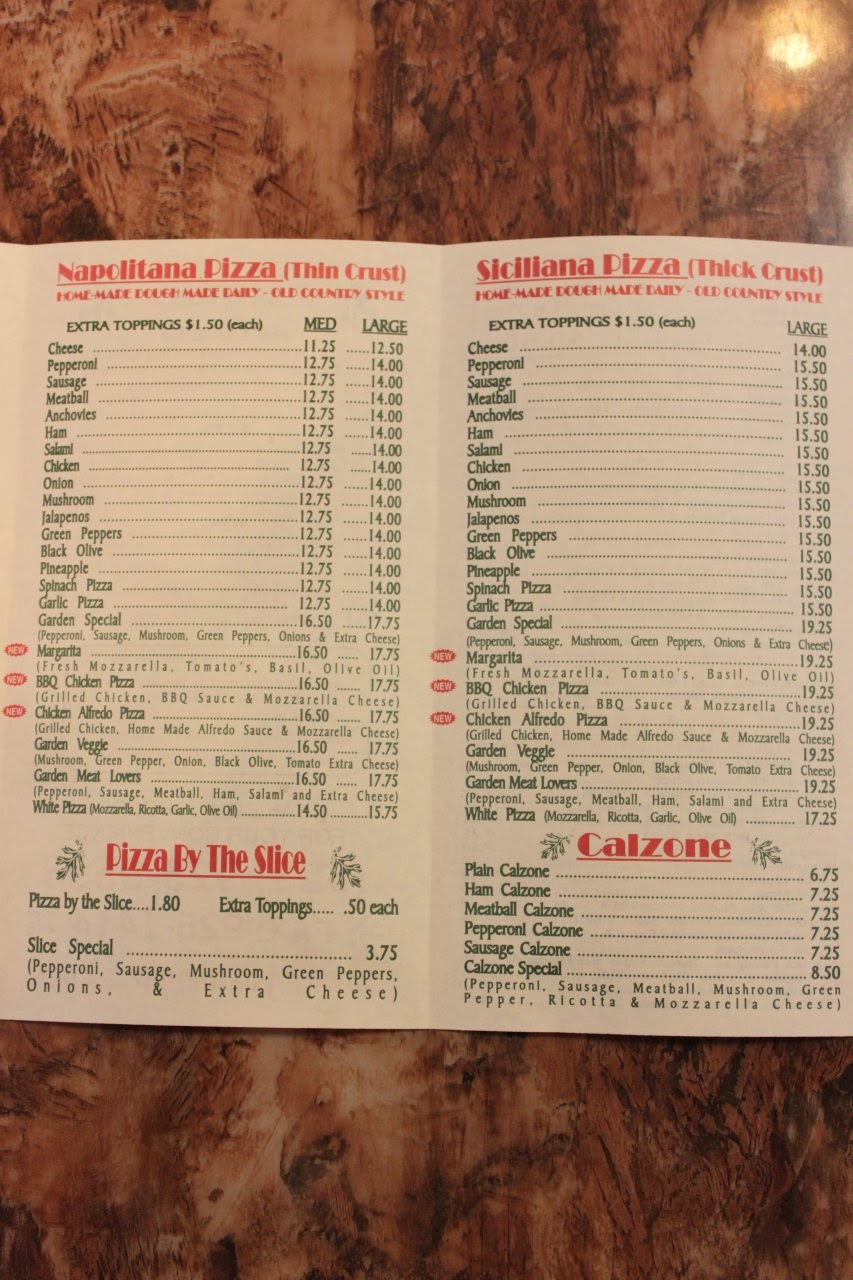 Napolitana Pizza (Thin Crust)
HOME-MADE DOUGH MADE DAILY - OLD COUNTRY STYLE
EXTRA TOPPINGS $1.50 (each) MED LARGE
Cheese ........ 11.25 ...... 12.50
Pepperoni ........ 12.75 ...... 14.00
Sausage ........ 12.75 ...... 14.00
Meatball ........ 12.75 ...... 14.00
Anchovies ........ 12.75 ...... 14.00
Ham ........ 12.75 ...... 14.00
Salami ........ 12.75 ...... 14.00
Chicken ........ 12.75 ...... 14.00
Onion ........ 12.75 ...... 14.00
Mushroom ........ 12.75 ...... 14.00
Jalapenos ........ 12.75 ...... 14.00
Green Peppers ........ 12.75 ...... 14.00
Black Olive ........ 12.75 ...... 14.00
Pineapple ........ 12.75 ...... 14.00
Spinach Pizza ........ 12.75 ...... 14.00
Garlic Pizza ........ 12.75 ...... 14.00
Garden Special ........ 16.50 ...... 17.75
(Pepperoni, Sausage, Mushroom, Green Peppers, Onions & Extra Cheese)
NEW Margarita ........ 16.50 ...... 17.75
(Fresh Mozzarella, Tomato's, Basil, Olive Oil)
NEW BBQ Chicken Pizza ........ 16.50 ...... 17.75
(Grilled Chicken, BBQ Sauce & Mozzarella Cheese)
NEW Chicken Alfredo Pizza ........ 16.50 ...... 17.75
(Grilled Chicken, Home Made Alfredo Sauce & Mozzarella Cheese)
Garden Veggie ........ 16.50 ...... 17.75
(Mushroom, Green Pepper, Onion, Black Olive, Tomato Extra Cheese)
Garden Meat Lovers ........ 16.50 ...... 17.75
(Pepperoni, Sausage, Meatball, Ham, Salami and Extra Cheese)
White Pizza (Mozzarella, Ricotta, Garlic, Olive Oil) ........ 14.50 ...... 15.75
Pizza By The Slice
Pizza by the Slice....1.80 Extra Toppings..... .50 each
Slice Special ........ 3.75
(Pepperoni, Sausage, Mushroom, Green Peppers,
Onions, & Extra Cheese)
Siciliana Pizza (Thick Crust)
HOME-MADE DOUGH MADE DAILY - OLD COUNTRY STYLE
EXTRA TOPPINGS $1.50 (each) LARGE
Cheese ........ 14.00
Pepperoni ........ 15.50
Sausage ........ 15.50
Meatball ........ 15.50
Anchovies ........ 15.50
Ham ........ 15.50
Salami ........ 15.50
Chicken ........ 15.50
Onion ........ 15.50
Mushroom ........ 15.50
Jalapenos ........ 15.50
Green Peppers ........ 15.50
Black Olive ........ 15.50
Pineapple ........ 15.50
Spinach Pizza ........ 15.50
Garlic Pizza ........ 15.50
Garden Special ........ 19.25
(Pepperoni, Sausage, Mushroom, Green Peppers, Onions & Extra Cheese)
NEW Margarita ........ 19.25
(Fresh Mozzarella, Tomato's, Basil, Olive Oil)
NEW BBQ Chicken Pizza ........ 19.25
(Grilled Chicken, BBQ Sauce & Mozzarella Cheese)
NEW Chicken Alfredo Pizza ........ 19.25
(Grilled Chicken, Home Made Alfredo Sauce & Mozzarella Cheese)
Garden Veggie ........ 19.25
(Mushroom, Green Pepper, Onion, Black Olive, Tomato Extra Cheese)
Garden Meat Lovers ........ 19.25
(Pepperoni, Sausage, Meatball, Ham, Salami and Extra Cheese)
White Pizza (Mozzarella, Ricotta, Garlic, Olive Oil) ........ 17.25
Calzone
Plain Calzone ........ 6.75
Ham Calzone ........ 7.25
Meatball Calzone ........ 7.25
Pepperoni Calzone ........ 7.25
Sausage Calzone ........ 7.25
Calzone Special ........ 8.50
(Pepperoni, Sausage, Meatball, Mushroom, Green
Pepper, Ricotta & Mozzarella Cheese)